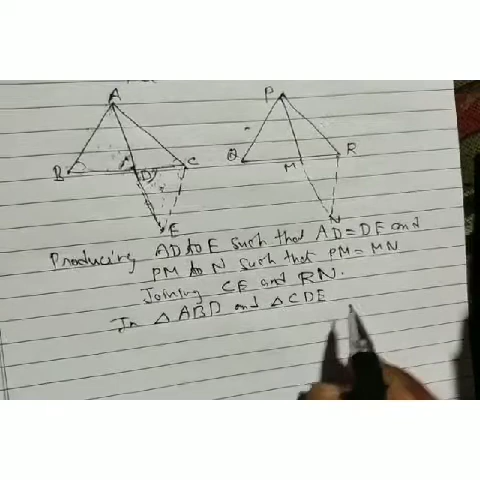 A
P
B
D
C
Q
M
R
E
N
Producing AD to E such that AD = DE and
PM to N such that PM = MN
Joining CE and RN.
In △ ABD and △ CDE